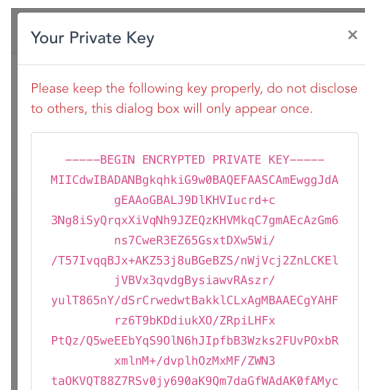 Your Private Key
×
Please keep the following key properly, do not disclose
to others, this dialog box will only appear once.
-----BEGIN ENCRYPTED PRIVATE KEY-----
MIICdwIBADANBgkqhkiG9w0BAQEFAASCAmEwggJdA
gEAAoGBALJ9DlKHVIucrd+c
3Ng8iSyQrqxXiVqNh9JZEQzKHVMkqC7gmAEcAzGm6
ns7CweR3EZ65GsxtDXw5Wi/
/T57IvqqBJx+AKZ53j8uBGeBZS/nWjVcj2ZnLCKEl
jVBVx3qvdgBysiawvRAszr/
yulT865nY/dSrCrwedwtBakklCLxAgMBAAECgYAHF
rz6T9bKDdiukXO/ZRpiLHFx
PtQz/Q5weEEbYqS9OlN6hJIpfbB3Wzks2FUvPOxbR
xmlnM+/dvplhOzMxMF/ZWN3
taOKVQT88Z7RSv0jy690aK9Qm7daGfWAdAK0fAMyc